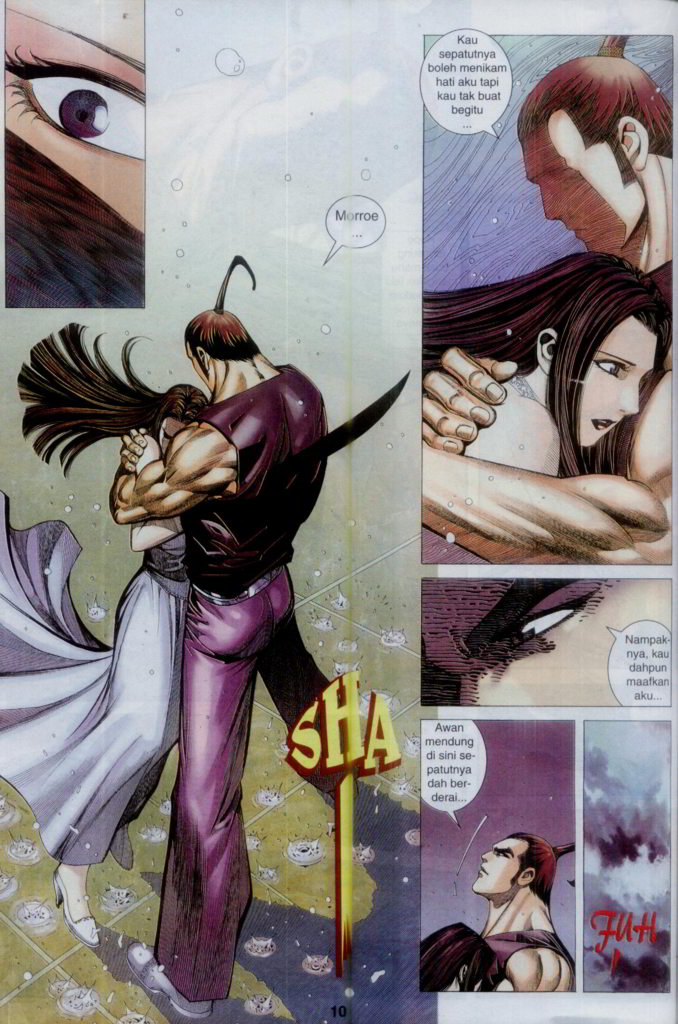 Morroe
...
SHA
Kau
sepatutnya
boleh menikam
hati aku tapi
kau tak buat
begitu
...
Nampak-
nya, kau
dahpun
maafkan
aku...
Awan
mendung
di sini se-
patutnya
dah ber-
derai...
FUH
!
10